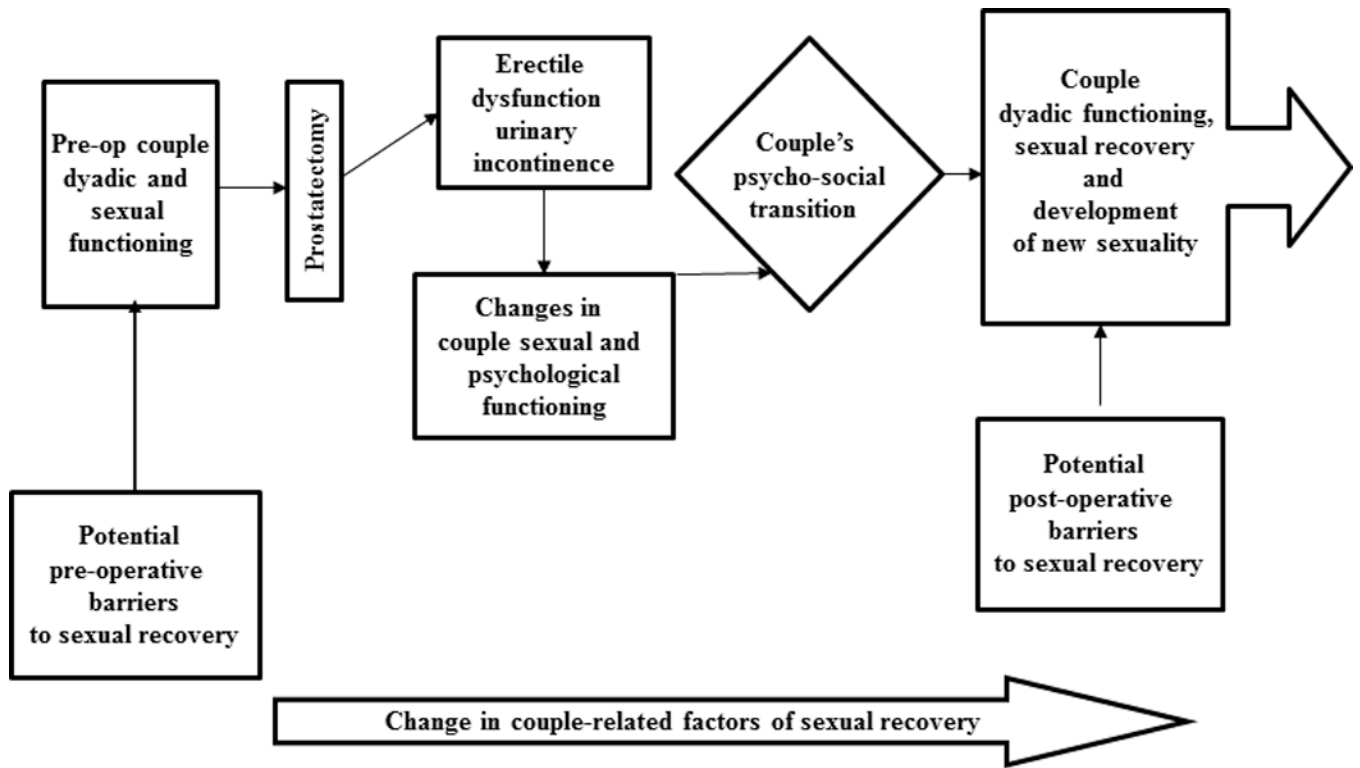 Pre-op couple
dyadic and
sexual
functioning
Prostatectomy
Erectile
dysfunction
urinary
incontinence
Changes in
couple sexual and
psychological
functioning
Couple’s
psycho-social
transition
Couple
dyadic functioning,
sexual recovery
and
development
of new sexuality
Potential
pre-operative
barriers
to sexual recovery
Potential
post-operative
barriers
to sexual recovery
Change in couple-related factors of sexual recovery